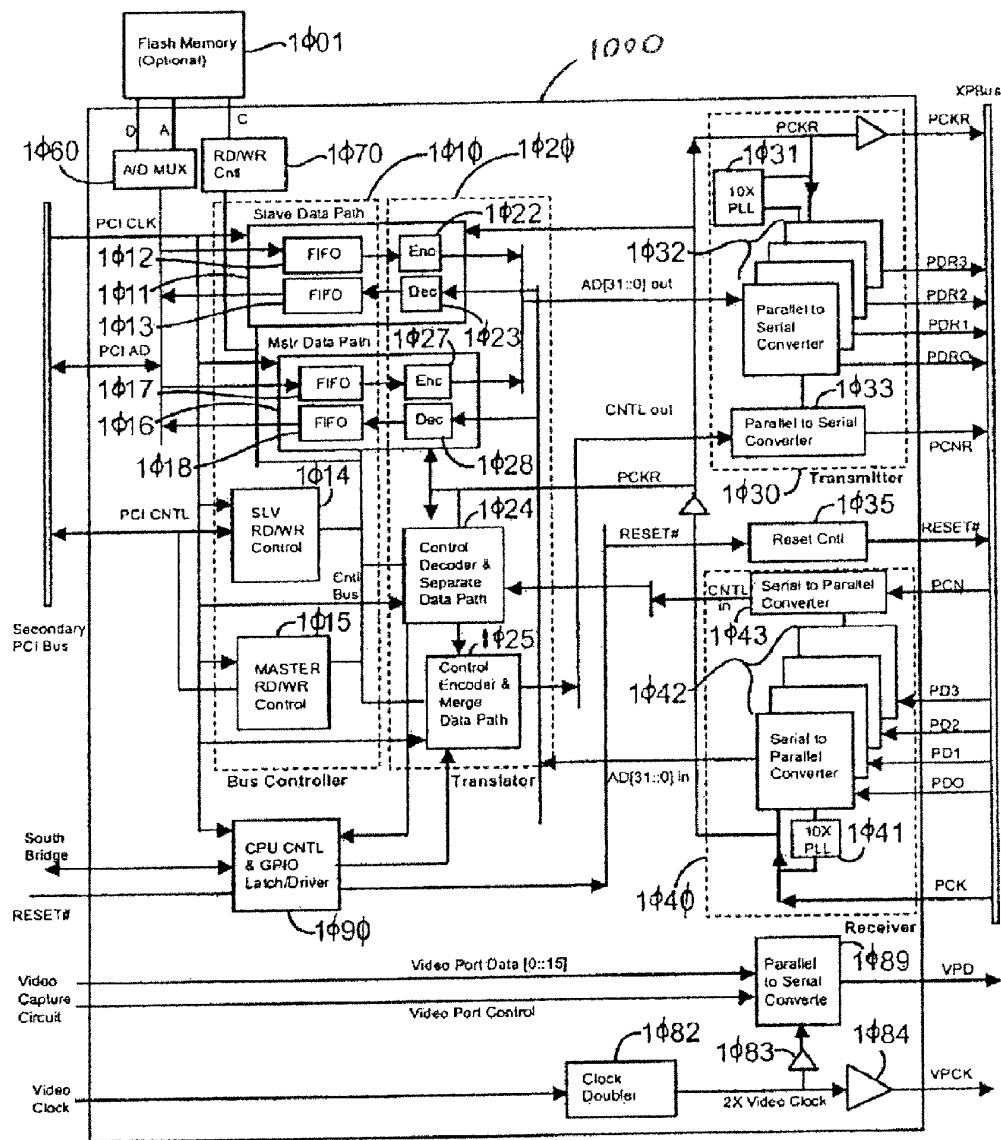 Flash Memory
(Optional)
1ϕ01
1000
XPBus
D
A
C
1ϕ60
A/D MUX
RD/WR
Cntl
1ϕ70
1ϕ10
1ϕ20
PCKR
PCKR
1ϕ31
10X
PLL
PCI CLK
Slave Data Path
1ϕ22
1ϕ12
FIFO
Enc
1ϕ32
1ϕ11
FIFO
Dec
AD[31::0] out
PDR3
1ϕ13
1ϕ23
Parallel to
Serial
Converter
PDR2
PDR1
PDRO
PCI AD
Mstr Data Path
1ϕ27
1ϕ17
FIFO
Enc
1ϕ33
1ϕ16
FIFO
Dec
CNTL out
Parallel to Serial
Converter
PCNR
1ϕ18
1ϕ28
1ϕ14
PCKR
1ϕ30
Transmitter
PCI CNTL
SLV
RD/WR
Control
1ϕ24
1ϕ35
RESET#
Reset Cntl
RESET#
Control
Decoder &
Separate
Data Path
Cntl
Bus
CNTL
in
Serial to Parallel
Converter
PCN
1ϕ43
Secondary
PCI Bus
1ϕ15
1ϕ25
MASTER
RD/WR
Control
Control
Encoder &
Merge
Data Path
1ϕ42
PD3
PD2
Serial to
Parallel
Converter
PD1
PDO
Bus Controller
Translator
AD[31::0] in
10X
PLL
1ϕ41
South
Bridge
CPU CNTL
& GPIO
Latch/Driver
1ϕ40
PCK
RESET#
1ϕ90
Receiver
1ϕ89
Video
Capture
Circuit
Video Port Data [0::15]
Video Port Control
Parallel
to Serial
Converte
VPD
1ϕ82
1ϕ83
1ϕ84
Video
Clock
Clock
Doubler
2X Video Clock
VPCK